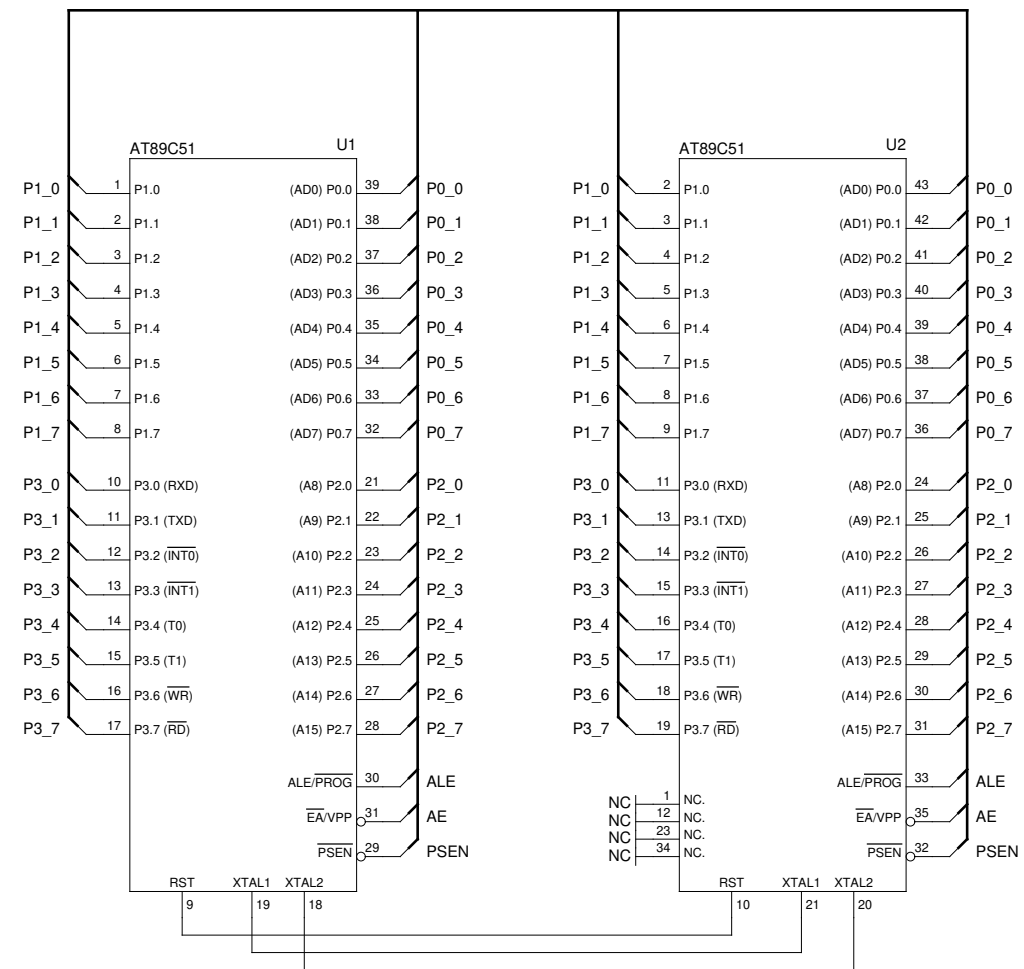 AT89C51 U1 AT89C51 U2
P1_0 1 P1.0 (AD0) P0.0 39 P0_0 P1_0 2 P1.0 (AD0) P0.0 43 P0_0
P1_1 2 P1.1 (AD1) P0.1 38 P0_1 P1_1 3 P1.1 (AD1) P0.1 42 P0_1
P1_2 3 P1.2 (AD2) P0.2 37 P0_2 P1_2 4 P1.2 (AD2) P0.2 41 P0_2
P1_3 4 P1.3 (AD3) P0.3 36 P0_3 P1_3 5 P1.3 (AD3) P0.3 40 P0_3
P1_4 5 P1.4 (AD4) P0.4 35 P0_4 P1_4 6 P1.4 (AD4) P0.4 39 P0_4
P1_5 6 P1.5 (AD5) P0.5 34 P0_5 P1_5 7 P1.5 (AD5) P0.5 38 P0_5
P1_6 7 P1.6 (AD6) P0.6 33 P0_6 P1_6 8 P1.6 (AD6) P0.6 37 P0_6
P1_7 8 P1.7 (AD7) P0.7 32 P0_7 P1_7 9 P1.7 (AD7) P0.7 36 P0_7
P3_0 10 P3.0 (RXD) (A8) P2.0 21 P2_0 P3_0 11 P3.0 (RXD) (A8) P2.0 24 P2_0
P3_1 11 P3.1 (TXD) (A9) P2.1 22 P2_1 P3_1 13 P3.1 (TXD) (A9) P2.1 25 P2_1
P3_2 12 P3.2 (INT0) (A10) P2.2 23 P2_2 P3_2 14 P3.2 (INT0) (A10) P2.2 26 P2_2
P3_3 13 P3.3 (INT1) (A11) P2.3 24 P2_3 P3_3 15 P3.3 (INT1) (A11) P2.3 27 P2_3
P3_4 14 P3.4 (T0) (A12) P2.4 25 P2_4 P3_4 16 P3.4 (T0) (A12) P2.4 28 P2_4
P3_5 15 P3.5 (T1) (A13) P2.5 26 P2_5 P3_5 17 P3.5 (T1) (A13) P2.5 29 P2_5
P3_6 16 P3.6 (WR) (A14) P2.6 27 P2_6 P3_6 18 P3.6 (WR) (A14) P2.6 30 P2_6
P3_7 17 P3.7 (RD) (A15) P2.7 28 P2_7 P3_7 19 P3.7 (RD) (A15) P2.7 31 P2_7
ALE/PROG 30 ALE ALE/PROG 33 ALE
NC 1 NC.
EA/VPP 31 AE NC 12 NC. EA/VPP 35 AE
NC 23 NC.
PSEN 29 PSEN NC 34 NC. PSEN 32 PSEN
RST XTAL1 XTAL2 RST XTAL1 XTAL2
9 19 18 10 21 20